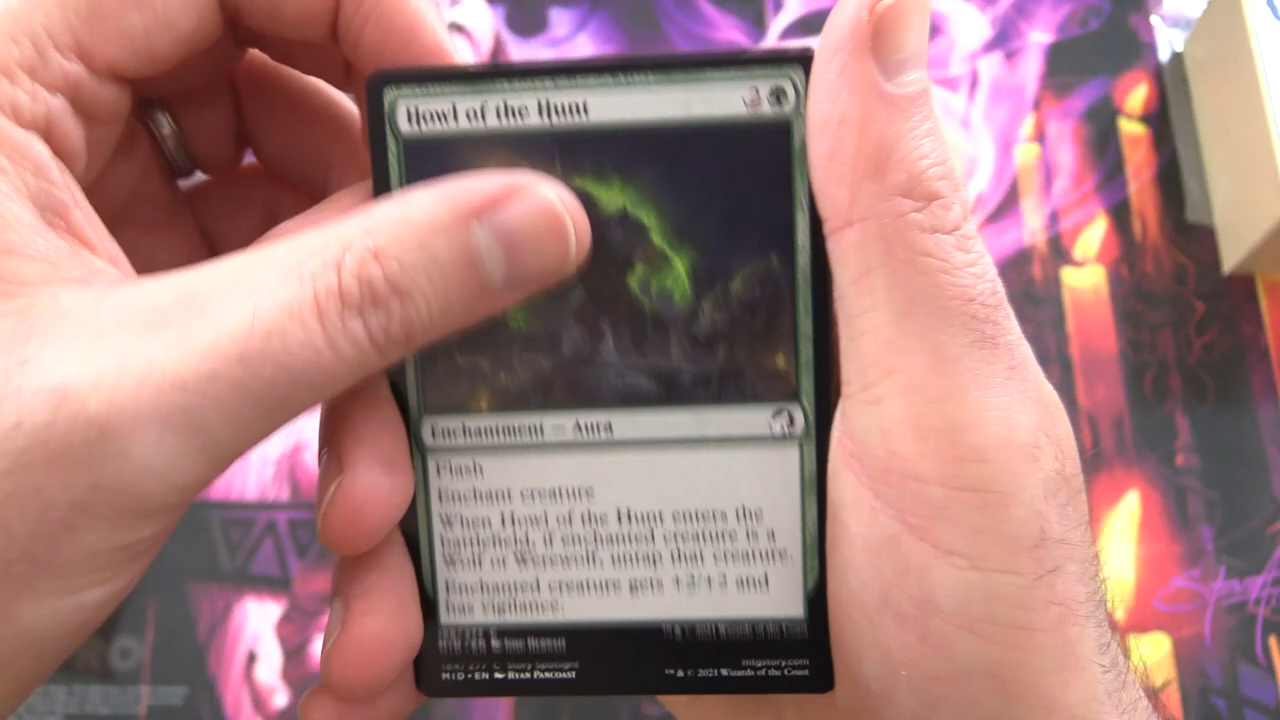 Howl of the Hunt
Enchantment — Aura
Flash
Enchant creature
When Howl of the Hunt enters the
battlefield, if enchanted creature is a
Wolf or Werewolf, untap that creature.
Enchanted creature gets +2/+2 and
has vigilance.
184/277 C Story Spotlight
mtgstory.com
MID • EN Ryan Pancoast
™ & © 2021 Wizards of the Coast